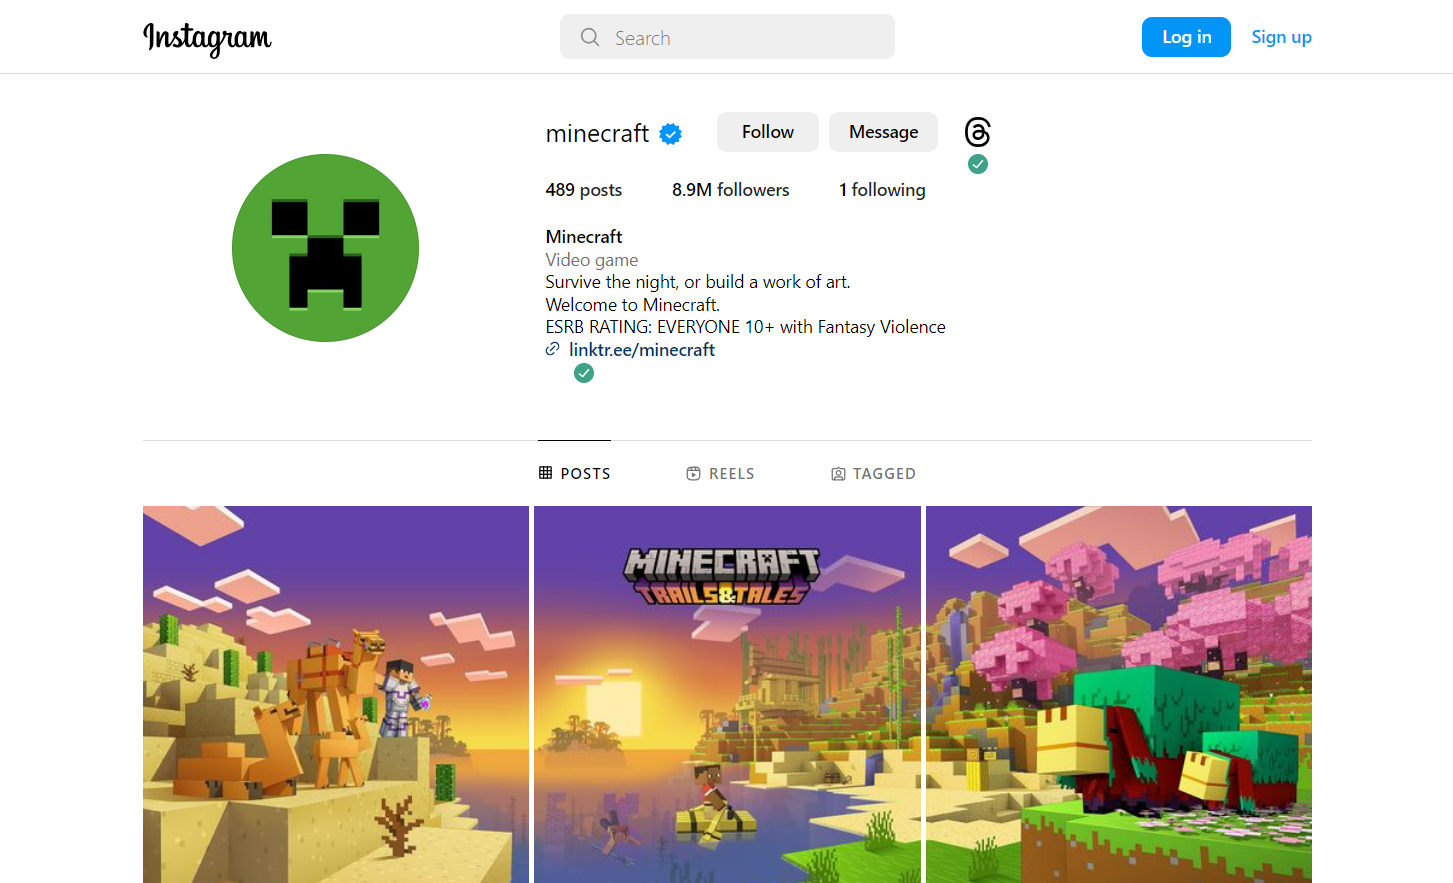 Instagram
Search
Log in
Sign up
minecraft
Follow
Message
489 posts
8.9M followers
1 following
Minecraft
Video game
Survive the night, or build a work of art.
Welcome to Minecraft.
ESRB RATING: EVERYONE 10+ with Fantasy Violence
linktr.ee/minecraft
POSTS
REELS
TAGGED
MINECRAFT
TRAILS&TALES